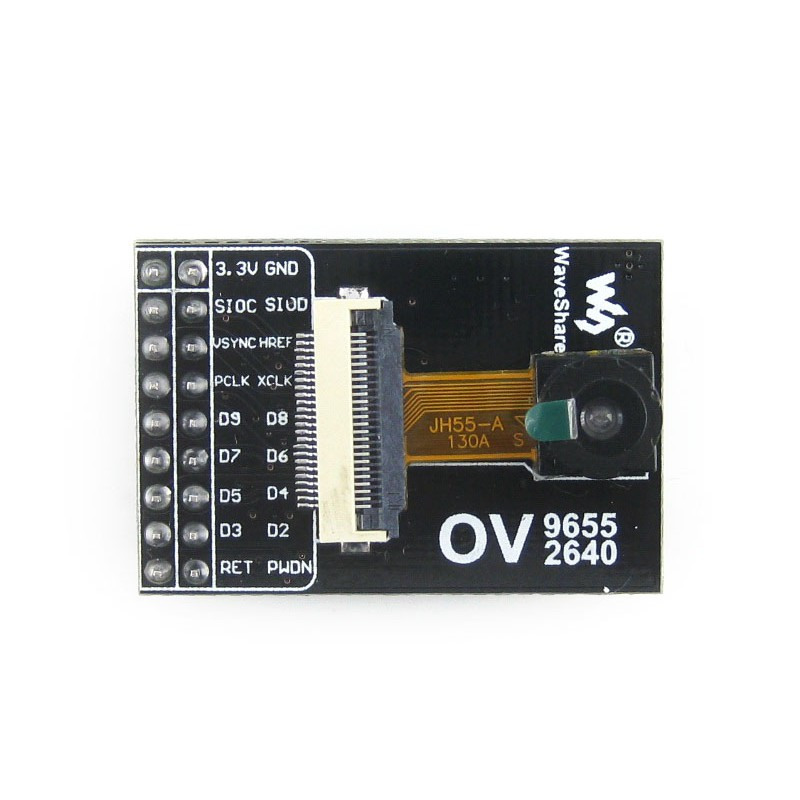 3.3V GND
SIOC SIOD
VSYNC HREF
PCLK XCLK
D9 D8
D7 D6
D5 D4
D3 D2
RET PWDN
WaveShare
®
JH55-A
130A S
OV 9655
2640